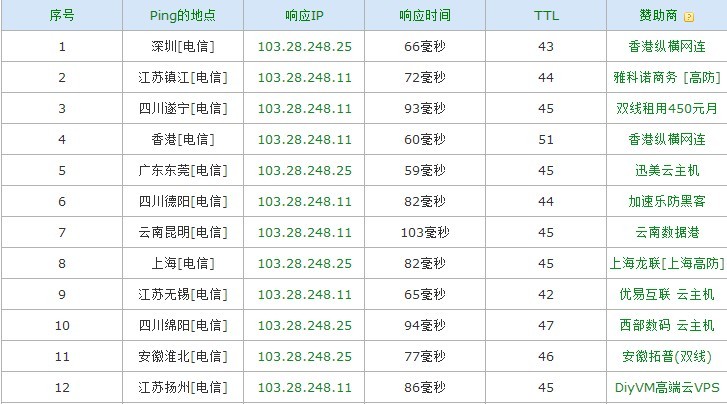 序号 Ping的地点 响应IP 响应时间 TTL 赞助商 ?
1 深圳[电信] 103.28.248.25 66毫秒 43 香港纵横网连
2 江苏镇江[电信] 103.28.248.11 72毫秒 44 雅科诺商务 [高防]
3 四川遂宁[电信] 103.28.248.11 93毫秒 45 双线租用450元月
4 香港[电信] 103.28.248.11 60毫秒 51 香港纵横网连
5 广东东莞[电信] 103.28.248.25 59毫秒 45 迅美云主机
6 四川德阳[电信] 103.28.248.11 82毫秒 44 加速乐防黑客
7 云南昆明[电信] 103.28.248.11 103毫秒 45 云南数据港
8 上海[电信] 103.28.248.25 82毫秒 45 上海龙联[上海高防]
9 江苏无锡[电信] 103.28.248.11 65毫秒 42 优易互联 云主机
10 四川绵阳[电信] 103.28.248.25 94毫秒 47 西部数码 云主机
11 安徽淮北[电信] 103.28.248.25 77毫秒 46 安徽拓普(双线)
12 江苏扬州[电信] 103.28.248.11 86毫秒 45 DiyVM高端云VPS